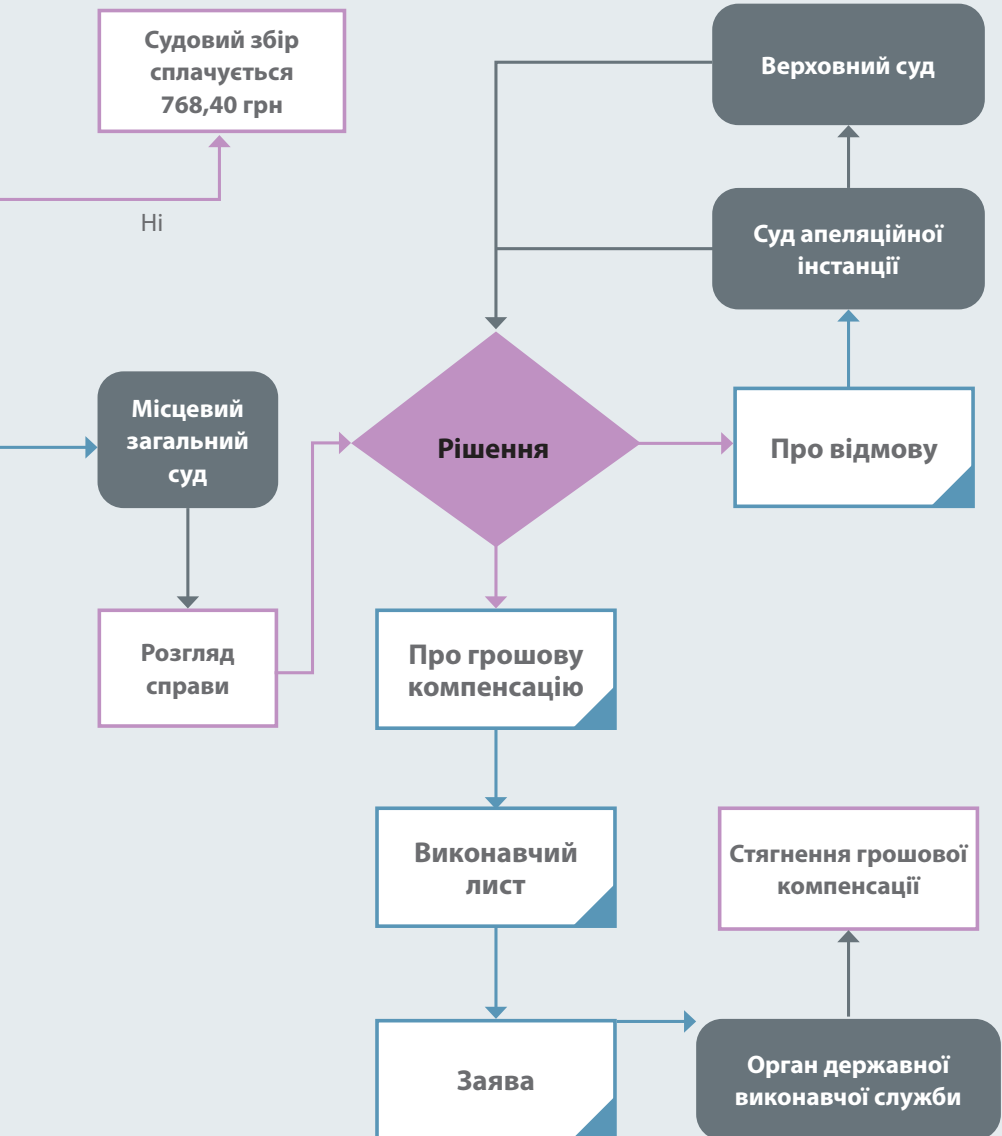 Судовий збір
сплачується
768,40 грн
Ні
Верховний суд
Суд апеляційної
інстанції
Місцевий
загальний
суд
Рішення
Про відмову
Розгляд
справи
Про грошову
компенсацію
Виконавчий
лист
Стягнення грошової
компенсації
Заява
Орган державної
виконавчої служби